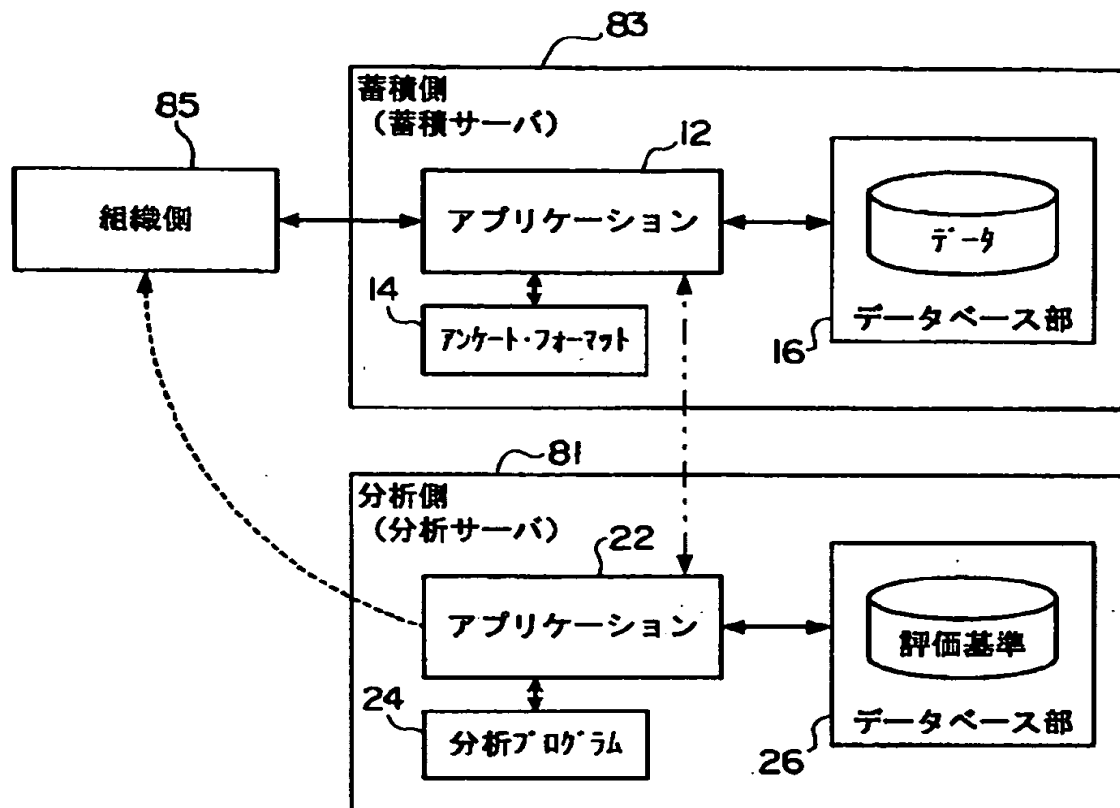 83
蓄積側
(蓄積サーバ)
85
組織側
12
アプリケーション
データ
データベース部
16
14
アンケート・フォーマット
81
分析側
(分析サーバ)
22
アプリケーション
評価基準
データベース部
26
24
分析プログラム